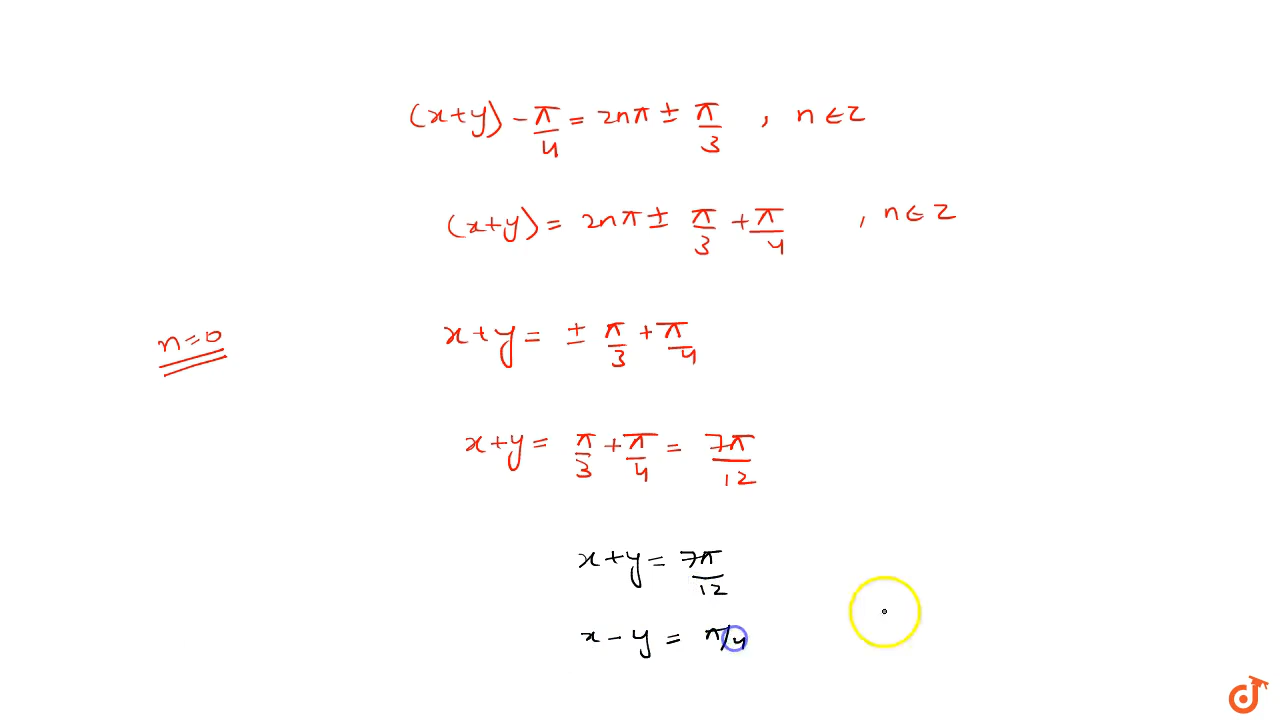 (x+y) - π/4 = 2nπ ± π/3 , n ∈ Z
(x+y) = 2nπ ± π/3 + π/4 , n ∈ Z
n=0
x+y = ± π/3 + π/4
x+y = π/3 + π/4 = 7π/12
x+y = 7π/12
x-y = π/4